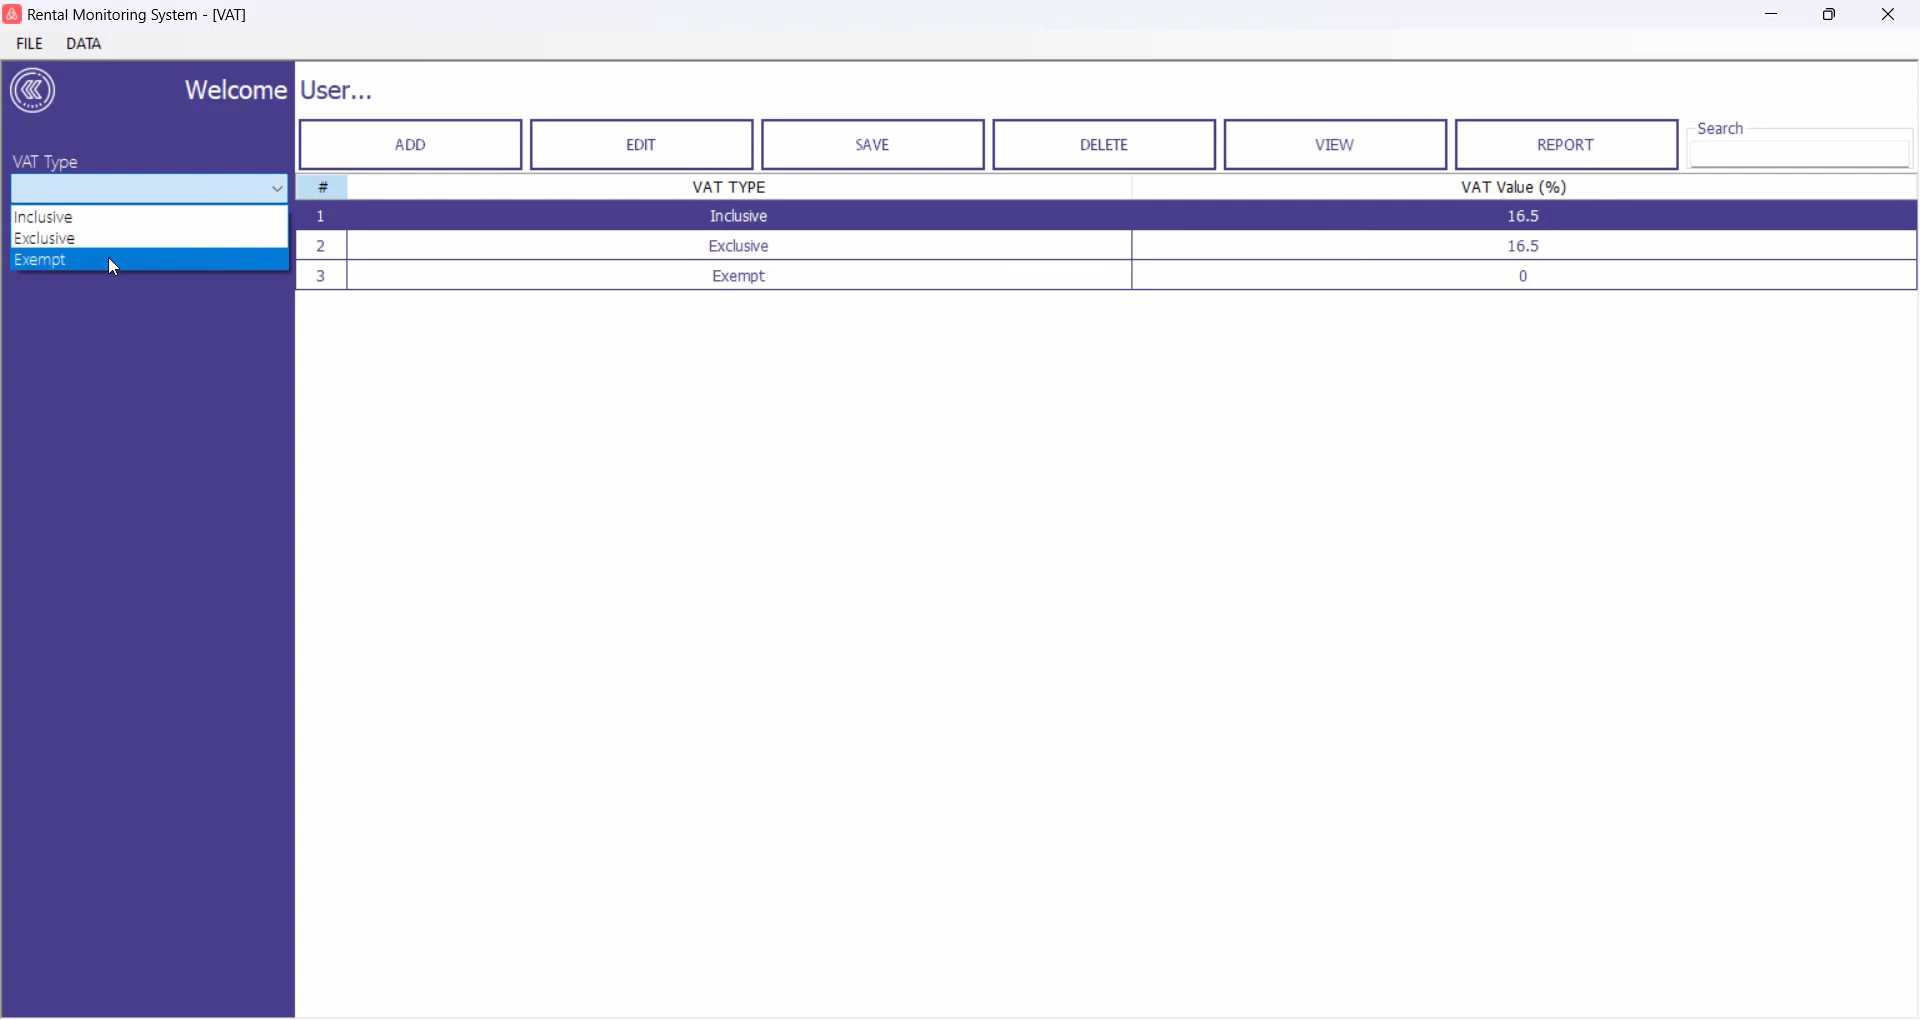 Rental Monitoring System - [VAT]
FILE DATA
Welcome User...
ADD EDIT SAVE DELETE VIEW REPORT Search
VAT Type
Inclusive
Exclusive
Exempt
# VAT TYPE VAT Value (%)
1 Inclusive 16.5
2 Exclusive 16.5
3 Exempt 0